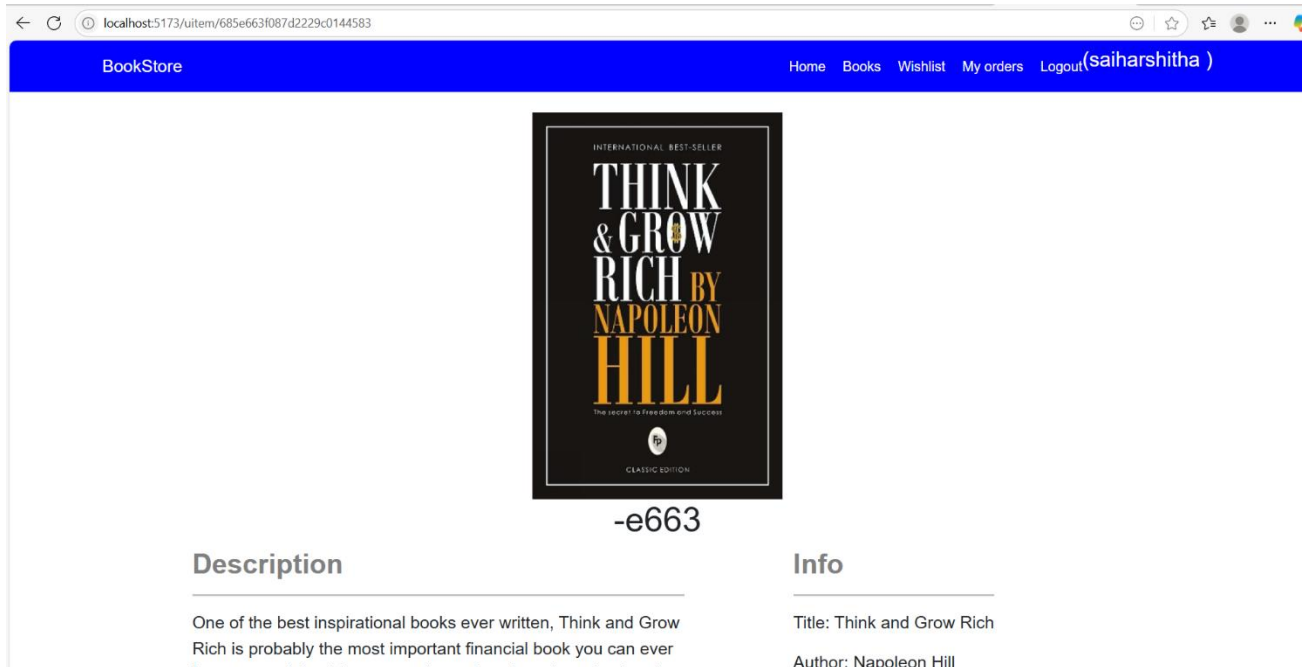 localhost:5173/uitem/685e663f087d2229c0144583
BookStore
Home Books Wishlist My orders Logout(saiharshitha )
INTERNATIONAL BEST-SELLER
THINK
& GROW
RICH BY
NAPOLEON
HILL
The secret to Freedom and Success
Fp
CLASSIC EDITION
-e663
Description
One of the best inspirational books ever written, Think and Grow
Rich is probably the most important financial book you can ever
Info
Title: Think and Grow Rich
Author: Napoleon Hill